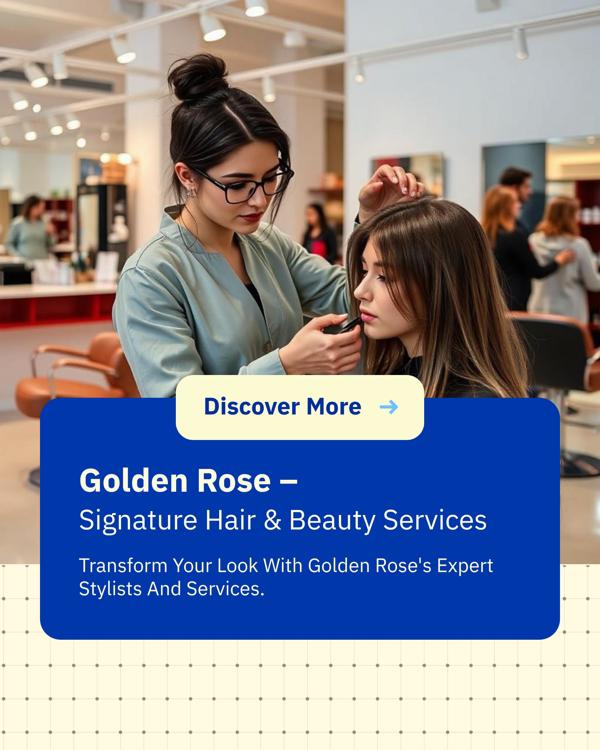 Discover More →
Golden Rose –
Signature Hair & Beauty Services
Transform Your Look With Golden Rose's Expert
Stylists And Services.